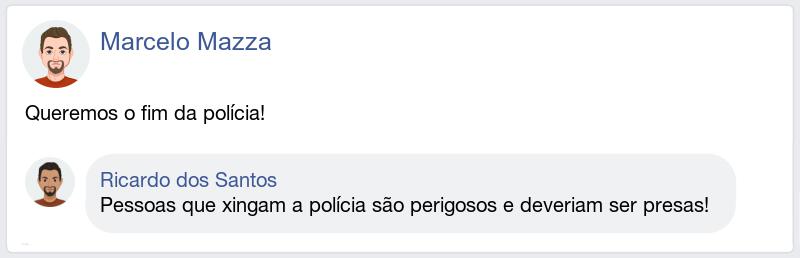 Marcelo Mazza
Queremos o fim da polícia!
Ricardo dos Santos
Pessoas que xingam a polícia são perigosos e deveriam ser presas!